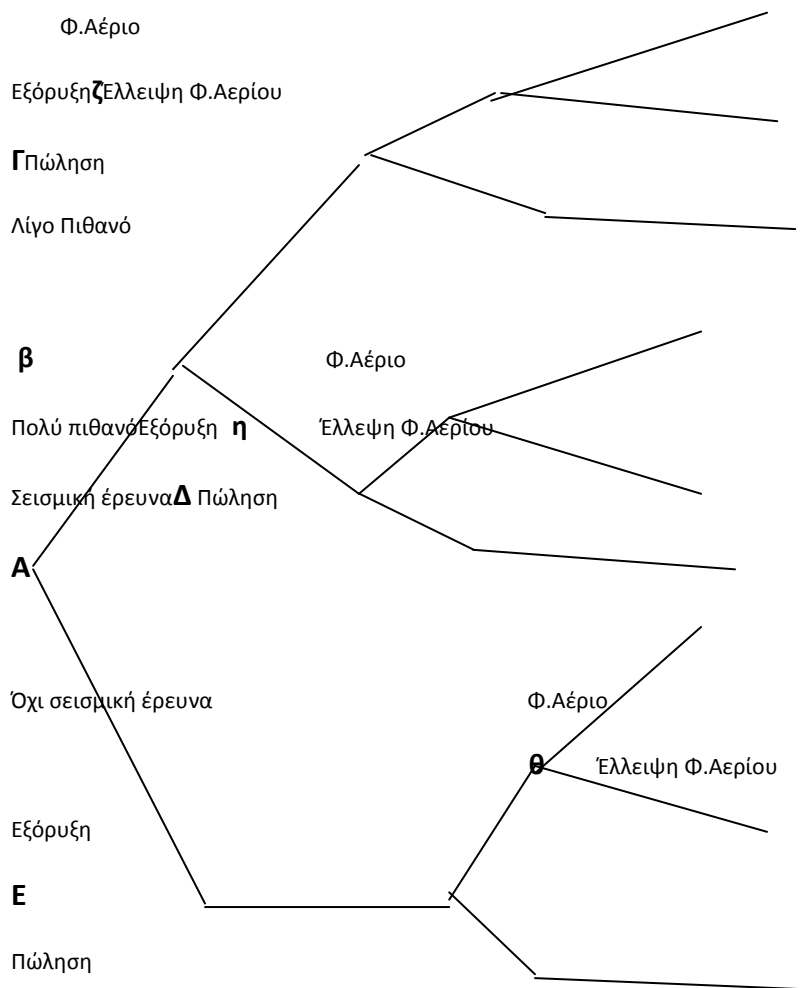 Φ.Αέριο
ΕξόρυξηζΈλλειψη Φ.Αερίου
ΓΠώληση
Λίγο Πιθανό
β Φ.Αέριο
Πολύ πιθανόΕξόρυξη η Έλλεψη Φ.Αερίου
Σεισμική έρευναΔ Πώληση
Α
Όχι σεισμική έρευνα Φ.Αέριο
θ Έλλειψη Φ.Αερίου
Εξόρυξη
Ε
Πώληση